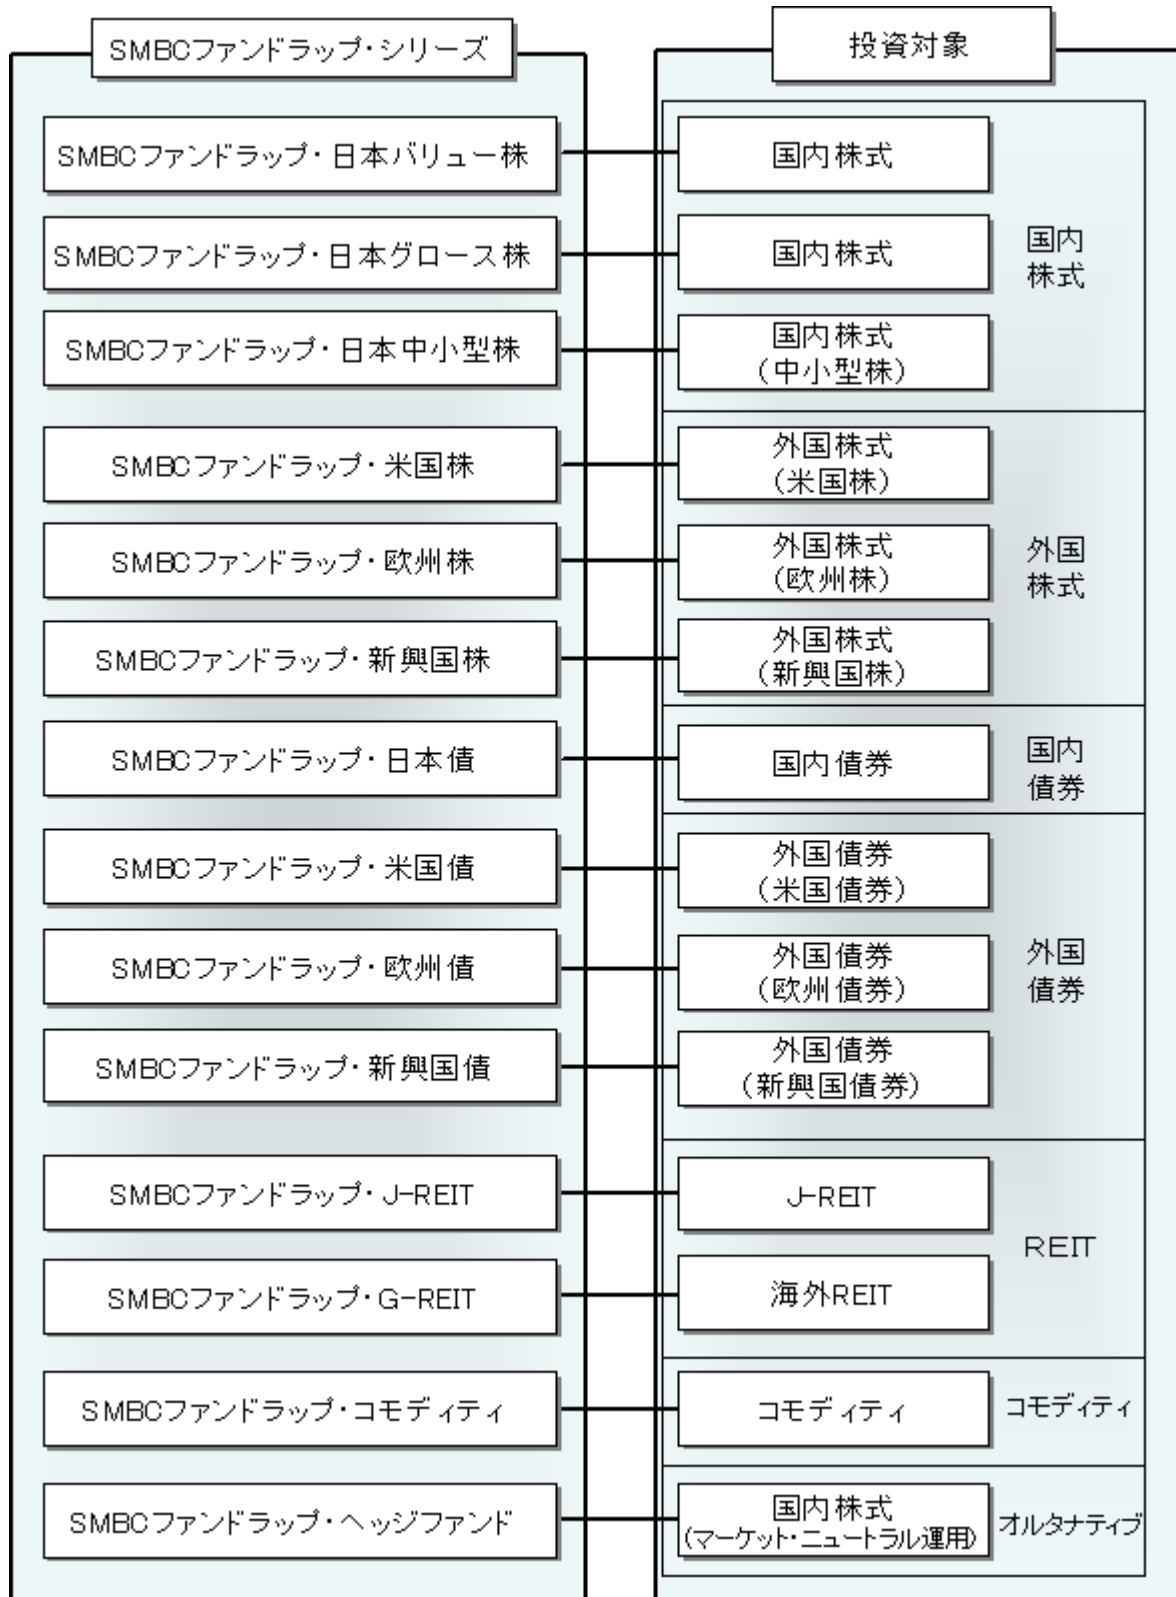 SMBCファンドラップ・シリーズ
投資対象
SMBCファンドラップ・日本バリュー株
国内株式
SMBCファンドラップ・日本グロース株
国内株式
国内
株式
SMBCファンドラップ・日本中小型株
国内株式
（中小型株）
SMBCファンドラップ・米国株
外国株式
（米国株）
SMBCファンドラップ・欧州株
外国株式
（欧州株）
外国
株式
SMBCファンドラップ・新興国株
外国株式
（新興国株）
SMBCファンドラップ・日本債
国内債券
国内
債券
SMBCファンドラップ・米国債
外国債券
（米国債券）
SMBCファンドラップ・欧州債
外国債券
（欧州債券）
外国
債券
SMBCファンドラップ・新興国債
外国債券
（新興国債券）
SMBCファンドラップ・J-REIT
J-REIT
REIT
SMBCファンドラップ・G-REIT
海外REIT
SMBCファンドラップ・コモディティ
コモディティ
コモディティ
SMBCファンドラップ・ヘッジファンド
国内株式
(マーケット・ニュートラル運用)
オルタナティブ